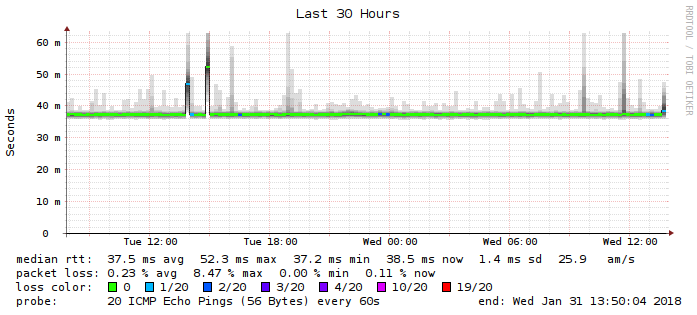 Last 30 Hours
RRDTOOL / TOBI OETIKER
Seconds
60 m
50 m
40 m
30 m
20 m
10 m
0
Tue 12:00 Tue 18:00 Wed 00:00 Wed 06:00 Wed 12:00
median rtt: 37.5 ms avg 52.3 ms max 37.2 ms min 38.5 ms now 1.4 ms sd 25.9 am/s
packet loss: 0.23 % avg 8.47 % max 0.00 % min 0.11 % now
loss color: 0 1/20 2/20 3/20 4/20 10/20 19/20
probe: 20 ICMP Echo Pings (56 Bytes) every 60s end: Wed Jan 31 13:50:04 2018